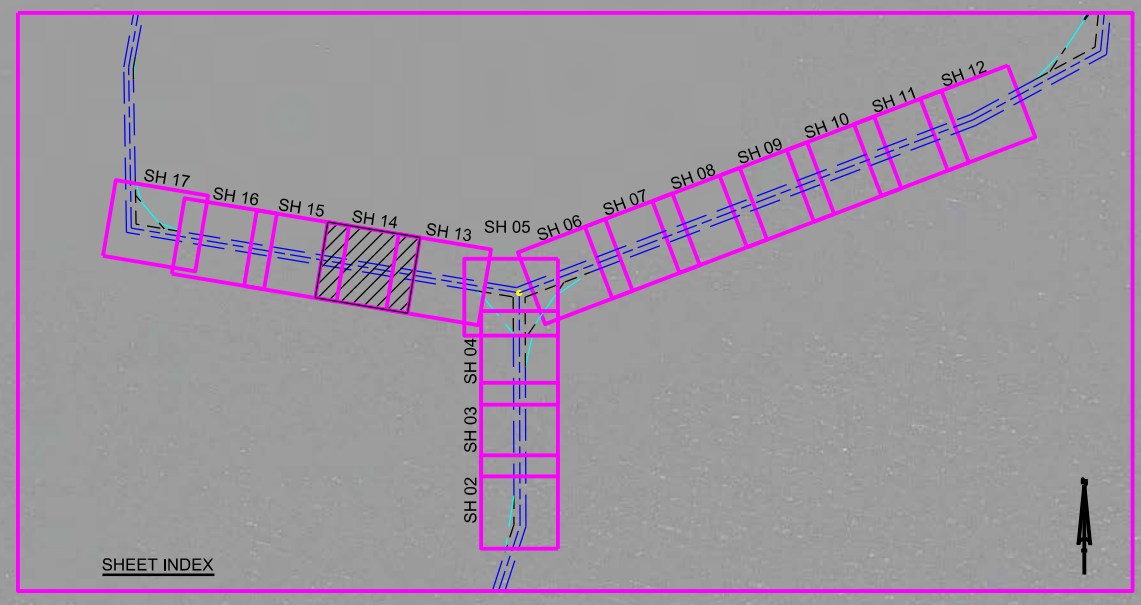 SH 17
SH 16
SH 15
SH 14
SH 13
SH 05
SH 06
SH 07
SH 08
SH 09
SH 10
SH 11
SH 12
SH 04
SH 03
SH 02
SHEET INDEX